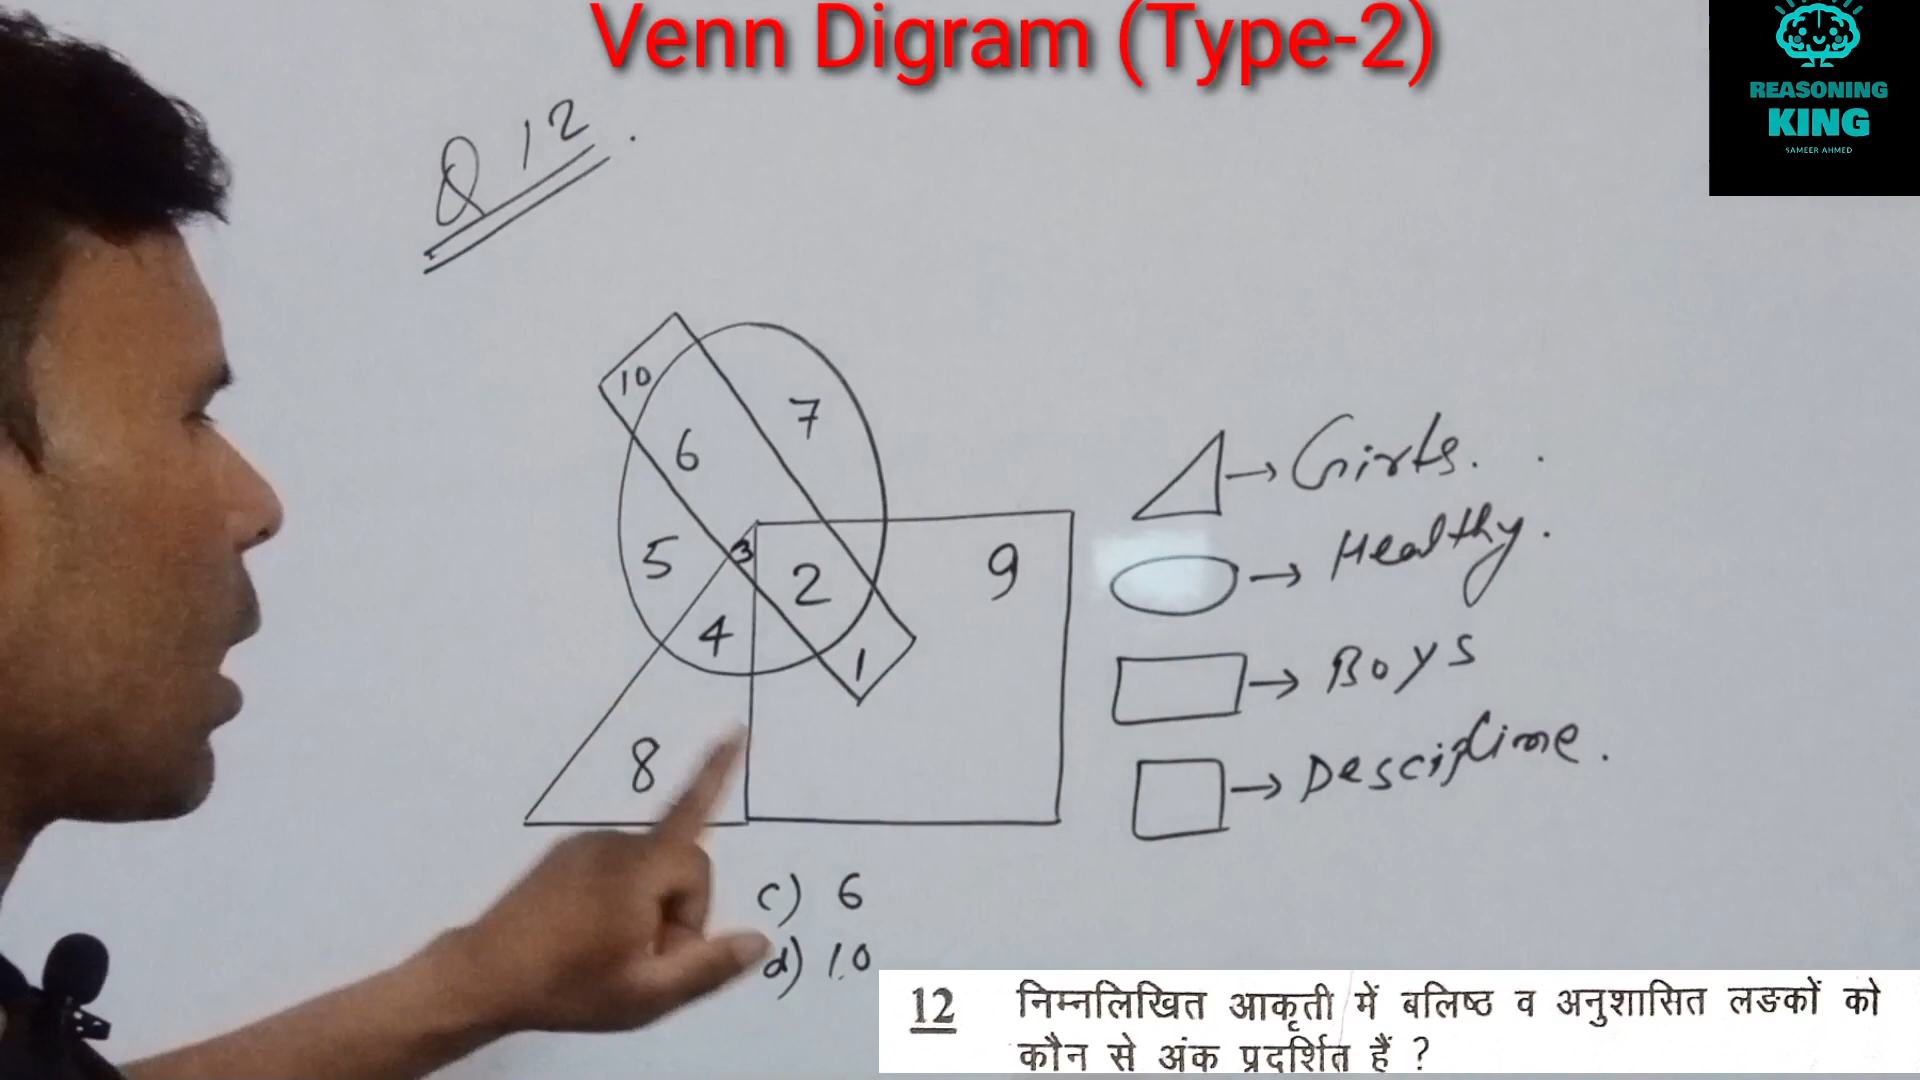 Venn Digram (Type-2)
REASONING
KING
SAMEER AHMED
Q 12.
10
7
6
5
3
2
9
4
1
8
→ Girls.
→ Healthy.
→ Boys
→ Descipline.
c) 6
d) 10
12 निम्नलिखित आकृती में बलिष्ठ व अनुशासित लङकों को
कौन से अंक प्रदर्शित हैं ?